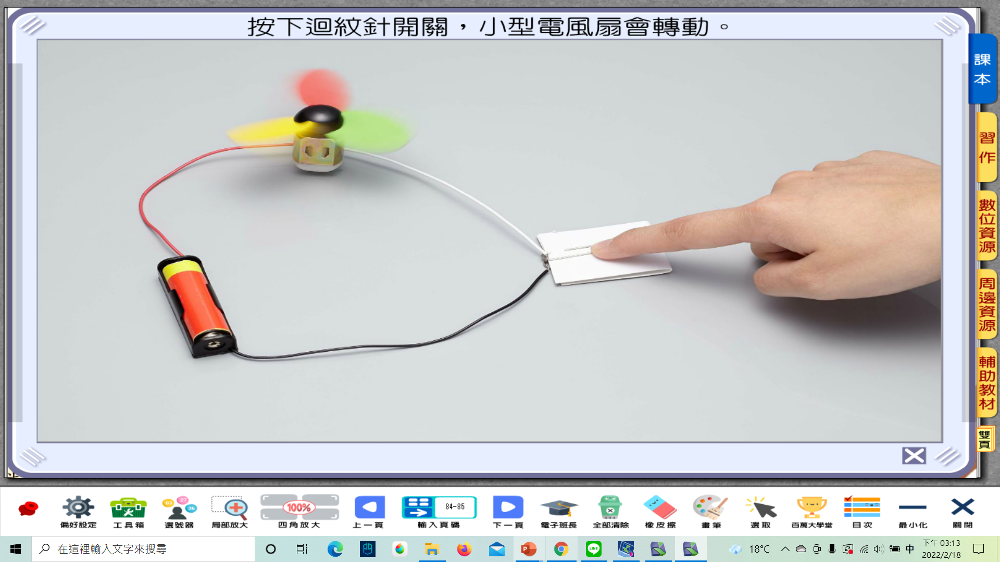 按下迴紋針開關，小型電風扇會轉動。
課本
習作
數位資源
周邊資源
輔助教材
雙頁
偏好設定
工具箱
03 27 36
選號器
局部放大
100%
四角放大
上一頁
84-85
輸入頁碼
下一頁
電子班長
全部清除
橡皮擦
畫筆
選取
百萬大學堂
目次
最小化
關閉
在這裡輸入文字來搜尋
LINE
18°C
中
下午 03:13
2022/2/18